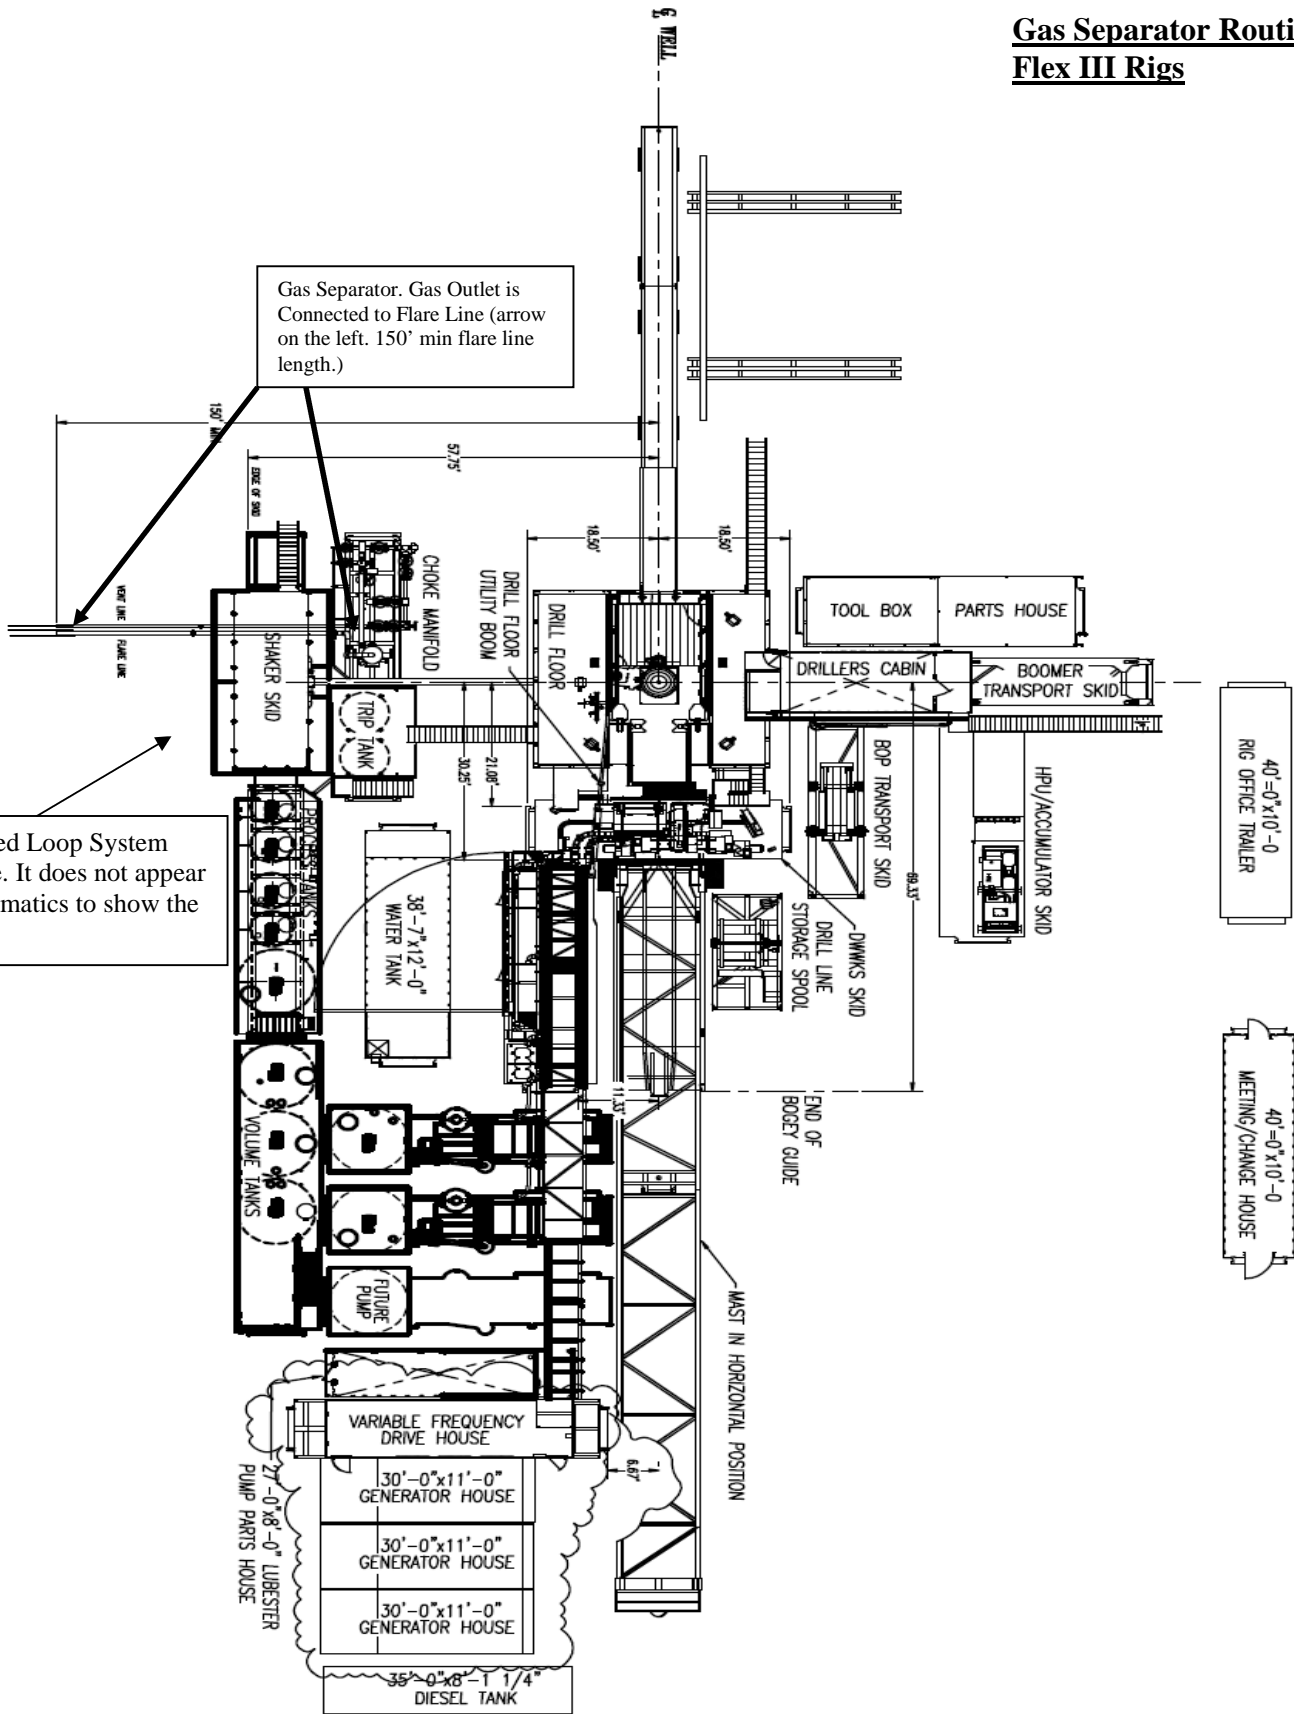 Gas Separator Routi
Flex III Rigs
℄ WELL
Gas Separator. Gas Outlet is
Connected to Flare Line (arrow
on the left. 150’ min flare line
length.)
150' MIN
57.75'
EDGE OF SKID
18.50'
18.50'
VENT LINE
FLARE LINE
CHOKE MANIFOLD
DRILL FLOOR
UTILITY BOOM
DRILL FLOOR
SHAKER SKID
TRIP TANK
TOOL BOX
PARTS HOUSE
DRILLERS CABIN
BOOMER
TRANSPORT SKID
40'=0"x10'-0
RIG OFFICE TRAILER
21.08'
30.25'
BOP TRANSPORT SKID
HPU/ACCUMULATOR SKID
69.33'
ed Loop System
e. It does not appear
matics to show the
PROCESS TANKS
38'-7"x12'-0"
WATER TANK
DWWKS SKID
DRILL LINE
STORAGE SPOOL
11.33'
END OF
BOGEY GUIDE
40'=0"x10'-0
MEETING/CHANGE HOUSE
VOLUME TANKS
FUTURE
PUMP
MAST IN HORIZONTAL POSITION
VARIABLE FREQUENCY
DRIVE HOUSE
6.67'
27'-0"x8'-0" LUBESTER
PUMP PARTS HOUSE
30'-0"x11'-0"
GENERATOR HOUSE
30'-0"x11'-0"
GENERATOR HOUSE
30'-0"x11'-0"
GENERATOR HOUSE
35'-0"x8'-1 1/4"
DIESEL TANK